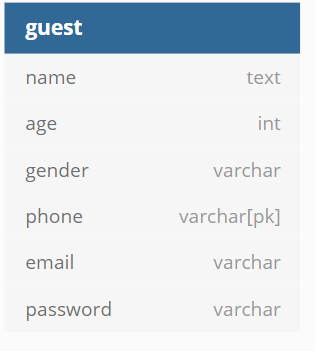 guest
name text
age int
gender varchar
phone varchar[pk]
email varchar
password varchar